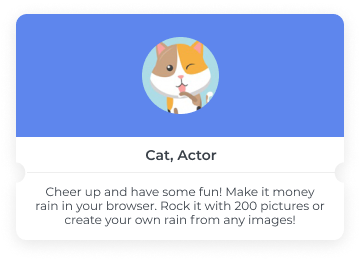 Cat, Actor
Cheer up and have some fun! Make it money
rain in your browser. Rock it with 200 pictures or
create your own rain from any images!